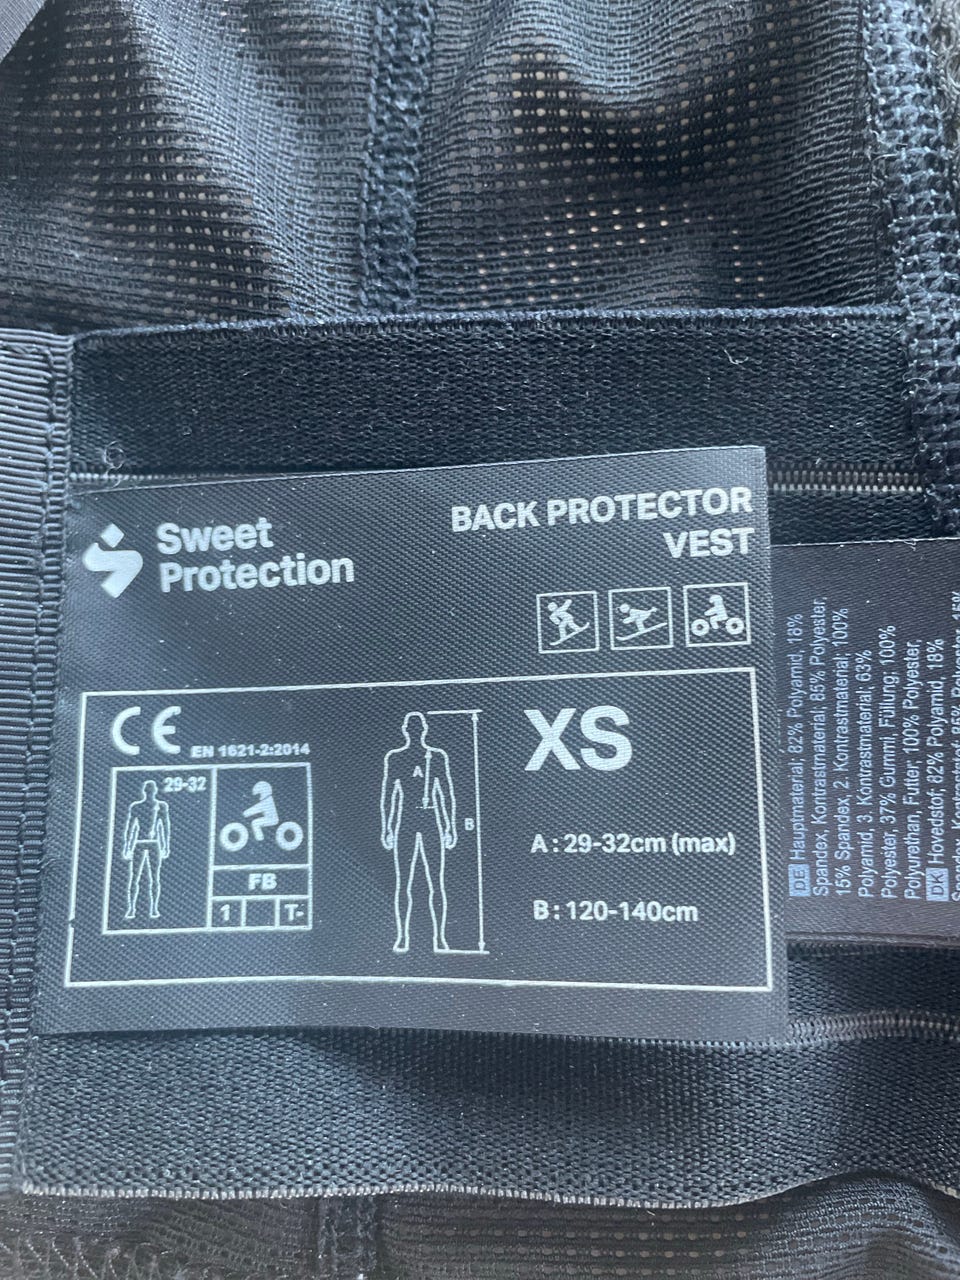 Sweet
Protection
BACK PROTECTOR
VEST
CE
EN 1621-2:2014
29-32
FB
1
T-
A
B
XS
A : 29-32cm (max)
B : 120-140cm
DE Hauptmaterial; 82% Polyamid, 18%
Spandex, Kontrastmaterial; 85% Polyester,
15% Spandex, 2. Kontrastmaterial; 100%
Polyamid, 3. Kontrastmaterial; 63%
Polyester, 37% Gummi, Füllung; 100%
Polyurethan, Futter; 100% Polyester,
DK Hovedstof; 82% Polyamid, 18%